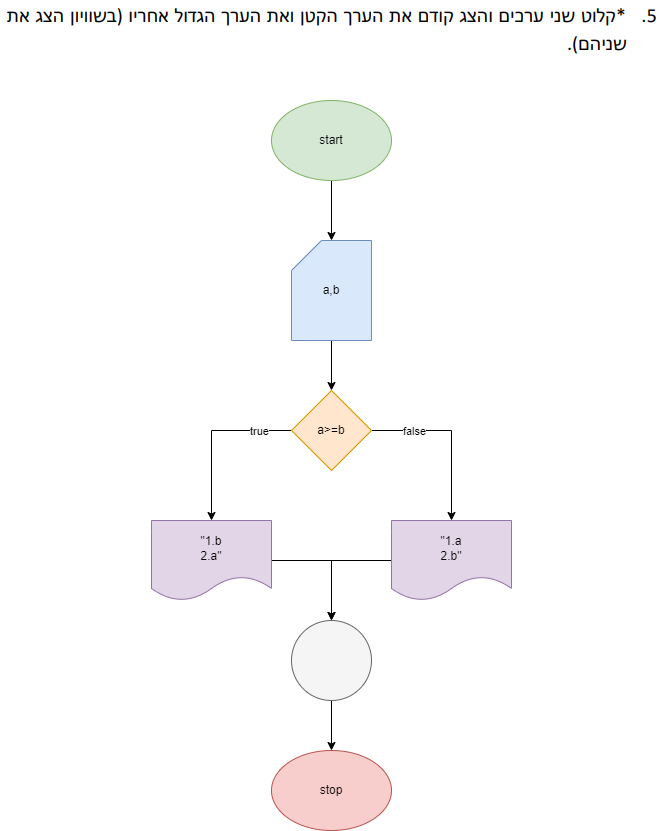 5. *קלוט שני ערכים והצג קודם את הערך הקטן ואת הערך הגדול אחריו (בשוויון הצג את
שניהם).
start
a,b
a>=b
true
false
"1.b
2.a"
"1.a
2.b"
stop